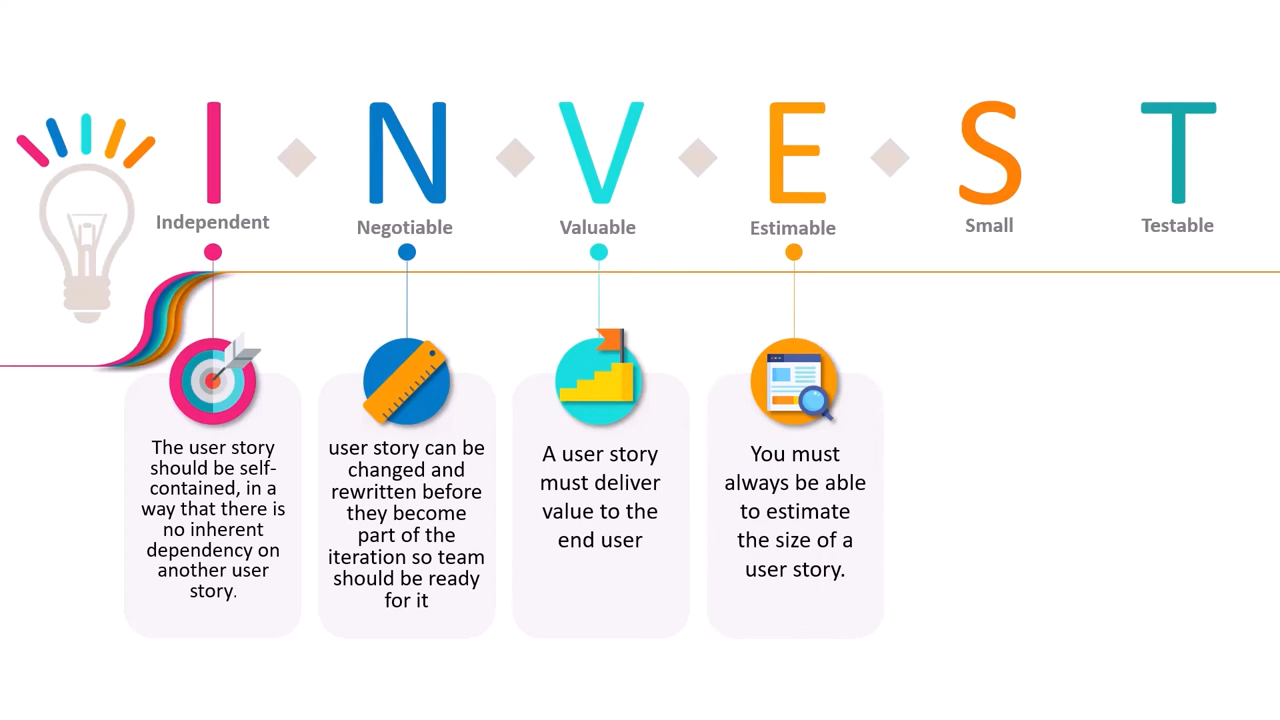 I N V E S T
Independent
Negotiable
Valuable
Estimable
Small
Testable
The user story
should be self-
contained, in a
way that there is
no inherent
dependency on
another user
story.
user story can be
changed and
rewritten before
they become
part of the
iteration so team
should be ready
for it
A user story
must deliver
value to the
end user
You must
always be able
to estimate
the size of a
user story.